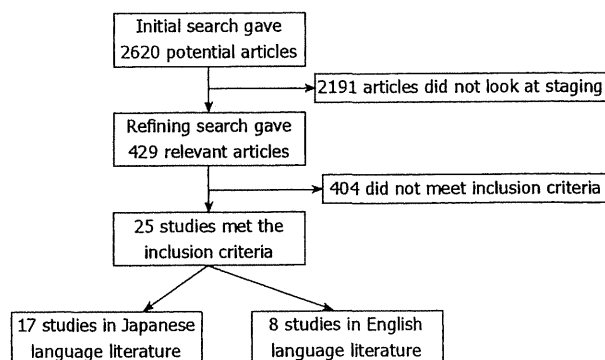 Initial search gave
2620 potential articles
2191 articles did not look at staging
Refining search gave
429 relevant articles
404 did not meet inclusion criteria
25 studies met the
inclusion criteria
17 studies in Japanese
language literature
8 studies in English
language literature